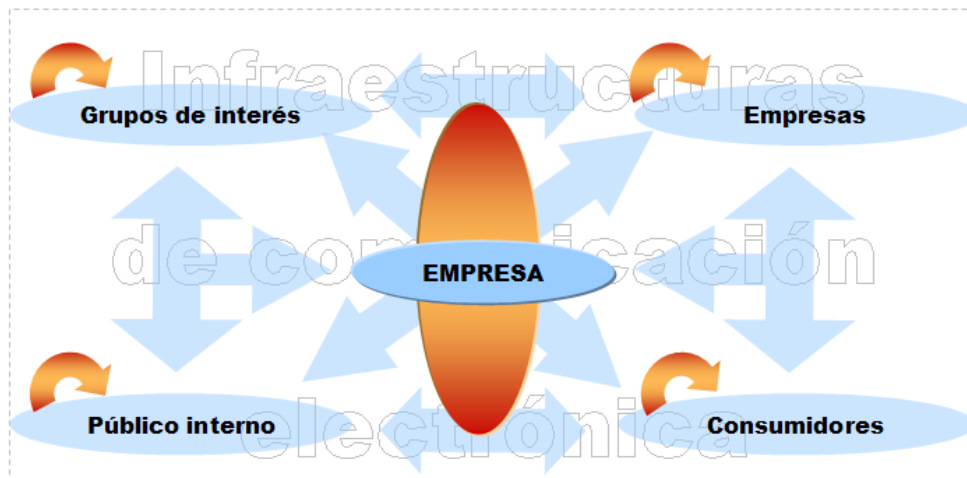 Infraestructuras
Grupos de interés
Empresas
de comunicación
EMPRESA
Público interno
Consumidores
electrónica